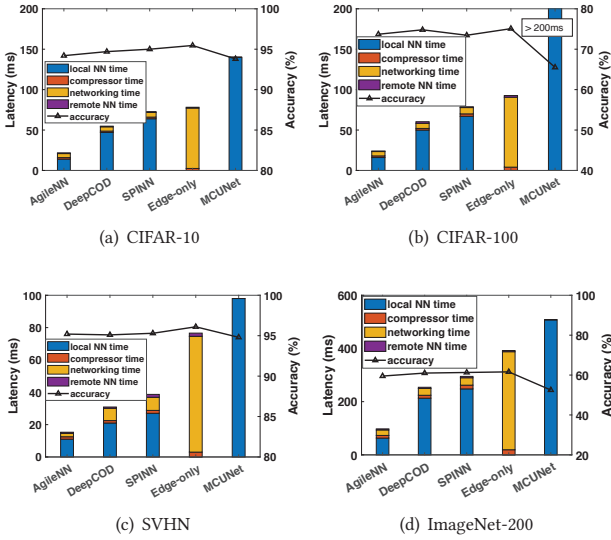 200
150
100
50
0
Latency (ms)
100
95
90
85
80
Accuracy (%)
local NN time
compressor time
networking time
remote NN time
accuracy
AgileNN
DeepCOD
SPINN
Edge-only
MCUNet
(a) CIFAR-10
200
150
100
50
0
Latency (ms)
80
70
60
50
40
Accuracy (%)
> 200ms
local NN time
compressor time
networking time
remote NN time
accuracy
AgileNN
DeepCOD
SPINN
Edge-only
MCUNet
(b) CIFAR-100
100
80
60
40
20
0
Latency (ms)
100
95
90
85
80
Accuracy (%)
local NN time
compressor time
networking time
remote NN time
accuracy
AgileNN
DeepCOD
SPINN
Edge-only
MCUNet
(c) SVHN
600
400
200
0
Latency (ms)
100
80
60
40
20
Accuracy (%)
local NN time
compressor time
networking time
remote NN time
accuracy
AgileNN
DeepCOD
SPINN
Edge-only
MCUNet
(d) ImageNet-200